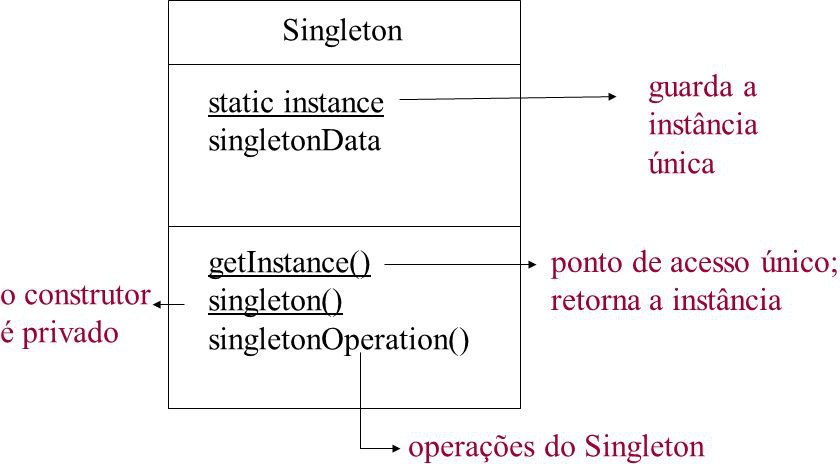 Singleton
static instance
singletonData
guarda a
instância
única
getInstance()
singleton()
singletonOperation()
ponto de acesso único;
retorna a instância
o construtor
é privado
operações do Singleton